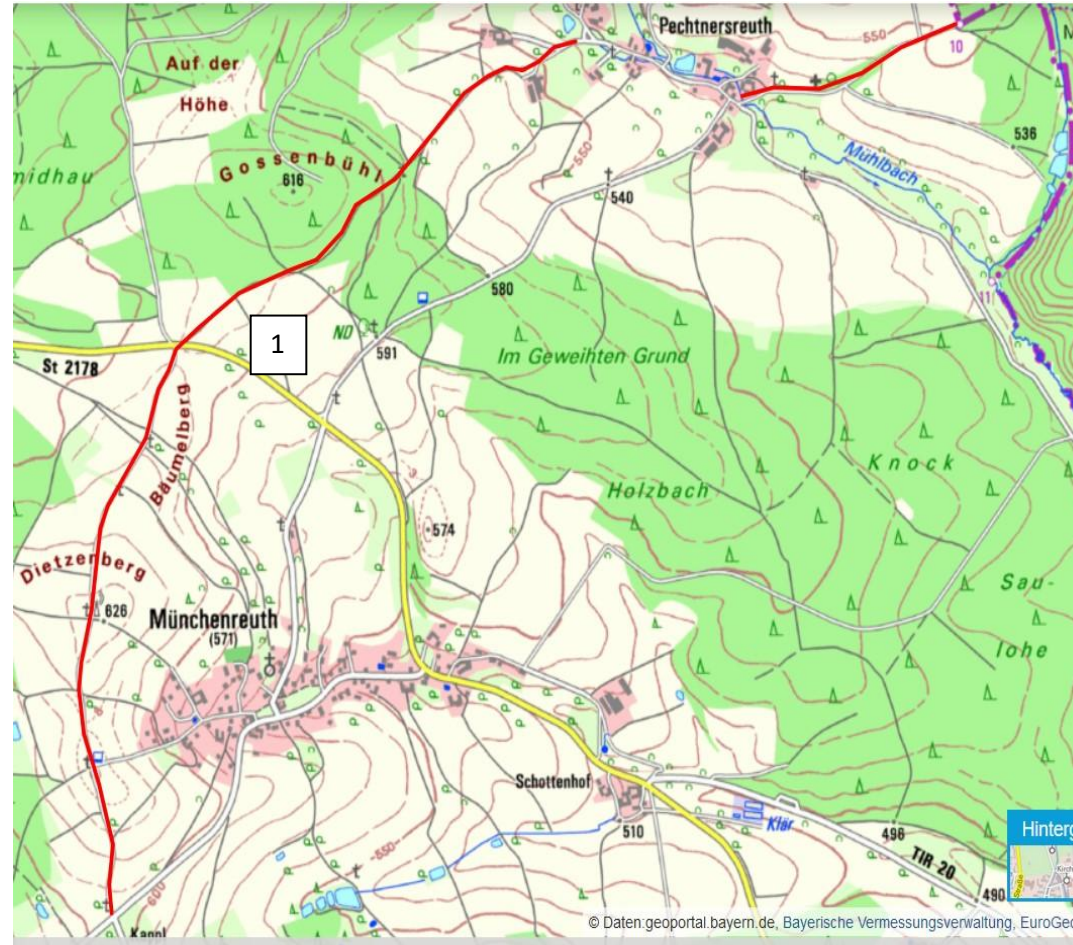 Pechtnersreuth
550
10
Auf der
Höhe
Gossenbühl
616
midhau
550
536
Mühlbach
540
580
11
1
ND
591
Im Geweihten Grund
St 2178
Bäumelberg
Knock
Holzbach
574
Dietzenberg
626
Münchenreuth
(571)
Sau-
lohe
Schottenhof
510
Klär
496
TIR 20
490
550
600
Kappl
Hinterg
© Daten:geoportal.bayern.de, Bayerische Vermessungsverwaltung, EuroGeo